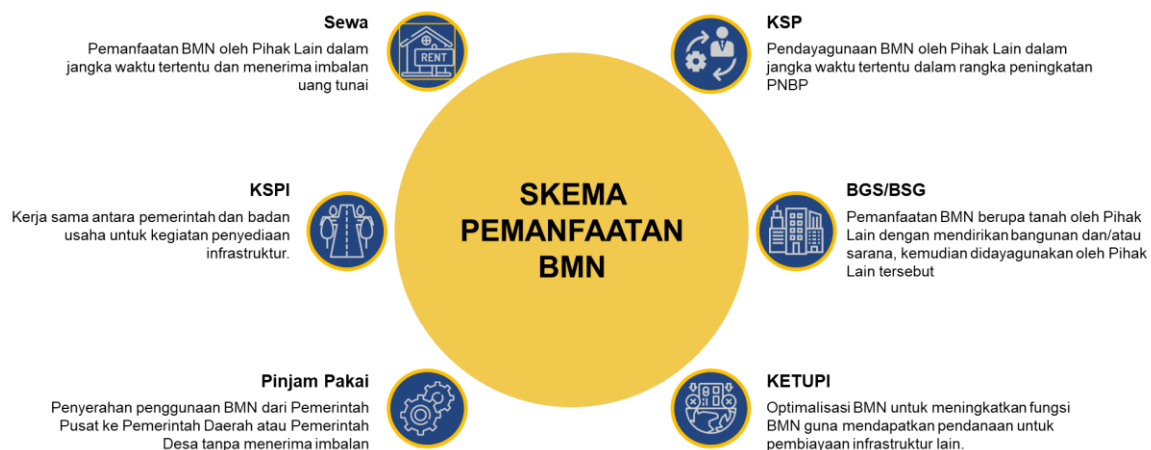 Sewa
Pemanfaatan BMN oleh Pihak Lain dalam
jangka waktu tertentu dan menerima imbalan
uang tunai
RENT
KSP
Pendayagunaan BMN oleh Pihak Lain dalam
jangka waktu tertentu dalam rangka peningkatan
PNBP
KSPI
Kerja sama antara pemerintah dan badan
usaha untuk kegiatan penyediaan
infrastruktur.
SKEMA
PEMANFAATAN
BMN
BGS/BSG
Pemanfaatan BMN berupa tanah oleh Pihak
Lain dengan mendirikan bangunan dan/atau
sarana, kemudian didayagunakan oleh Pihak
Lain tersebut
Pinjam Pakai
Penyerahan penggunaan BMN dari Pemerintah
Pusat ke Pemerintah Daerah atau Pemerintah
Desa tanpa menerima imbalan
KETUPI
Optimalisasi BMN untuk meningkatkan fungsi
BMN guna mendapatkan pendanaan untuk
pembiayaan infrastruktur lain.